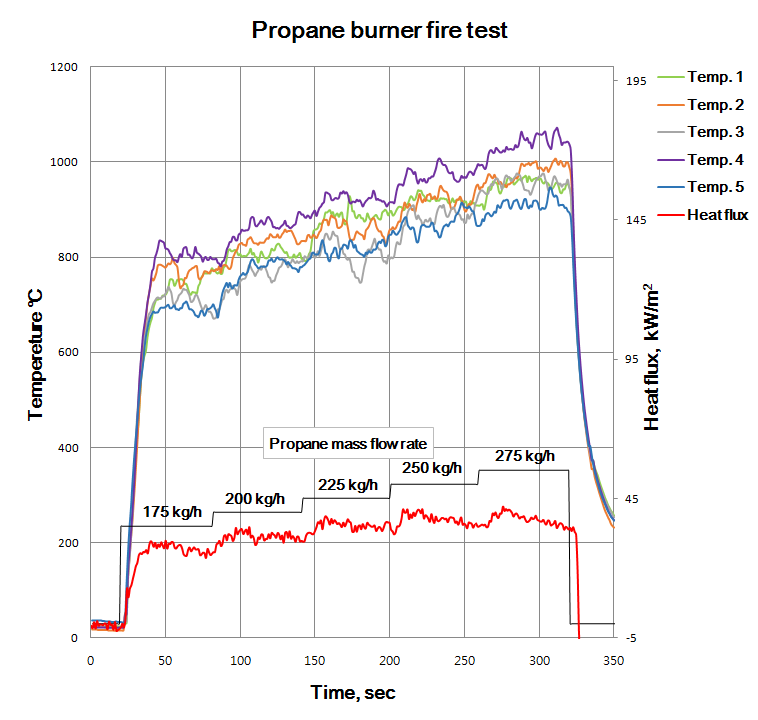 Propane burner fire test
1200
1000
800
600
400
200
0
Tempereture °C
0
50
100
150
200
250
300
350
Time, sec
195
145
95
45
-5
Heat flux, kW/m²
Temp. 1
Temp. 2
Temp. 3
Temp. 4
Temp. 5
Heat flux
Propane mass flow rate
175 kg/h
200 kg/h
225 kg/h
250 kg/h
275 kg/h